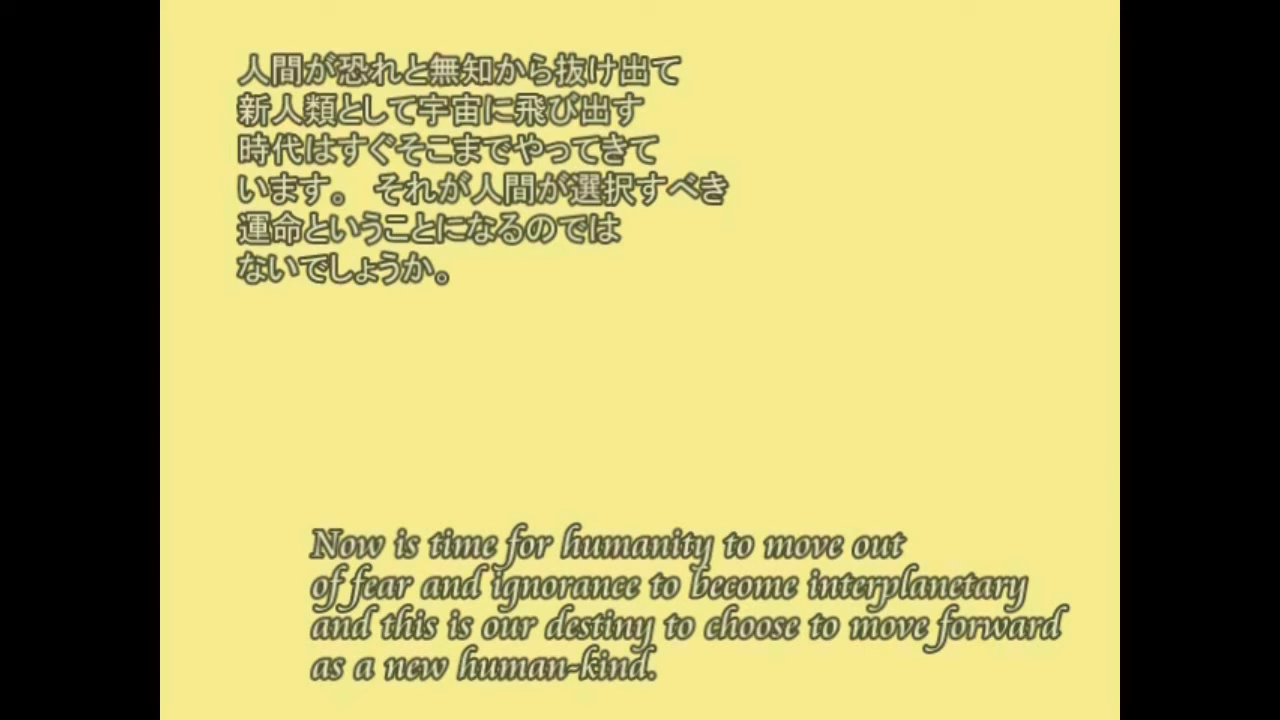 人間が恐れと無知から抜け出て
新人類として宇宙に飛び出す
時代はすぐそこまでやってきて
います。 それが人間が選択すべき
運命ということになるのでは
ないでしょうか。
Now is time for humanity to move out
of fear and ignorance to become interplanetary
and this is our destiny to choose to move forward
as a new human-kind.